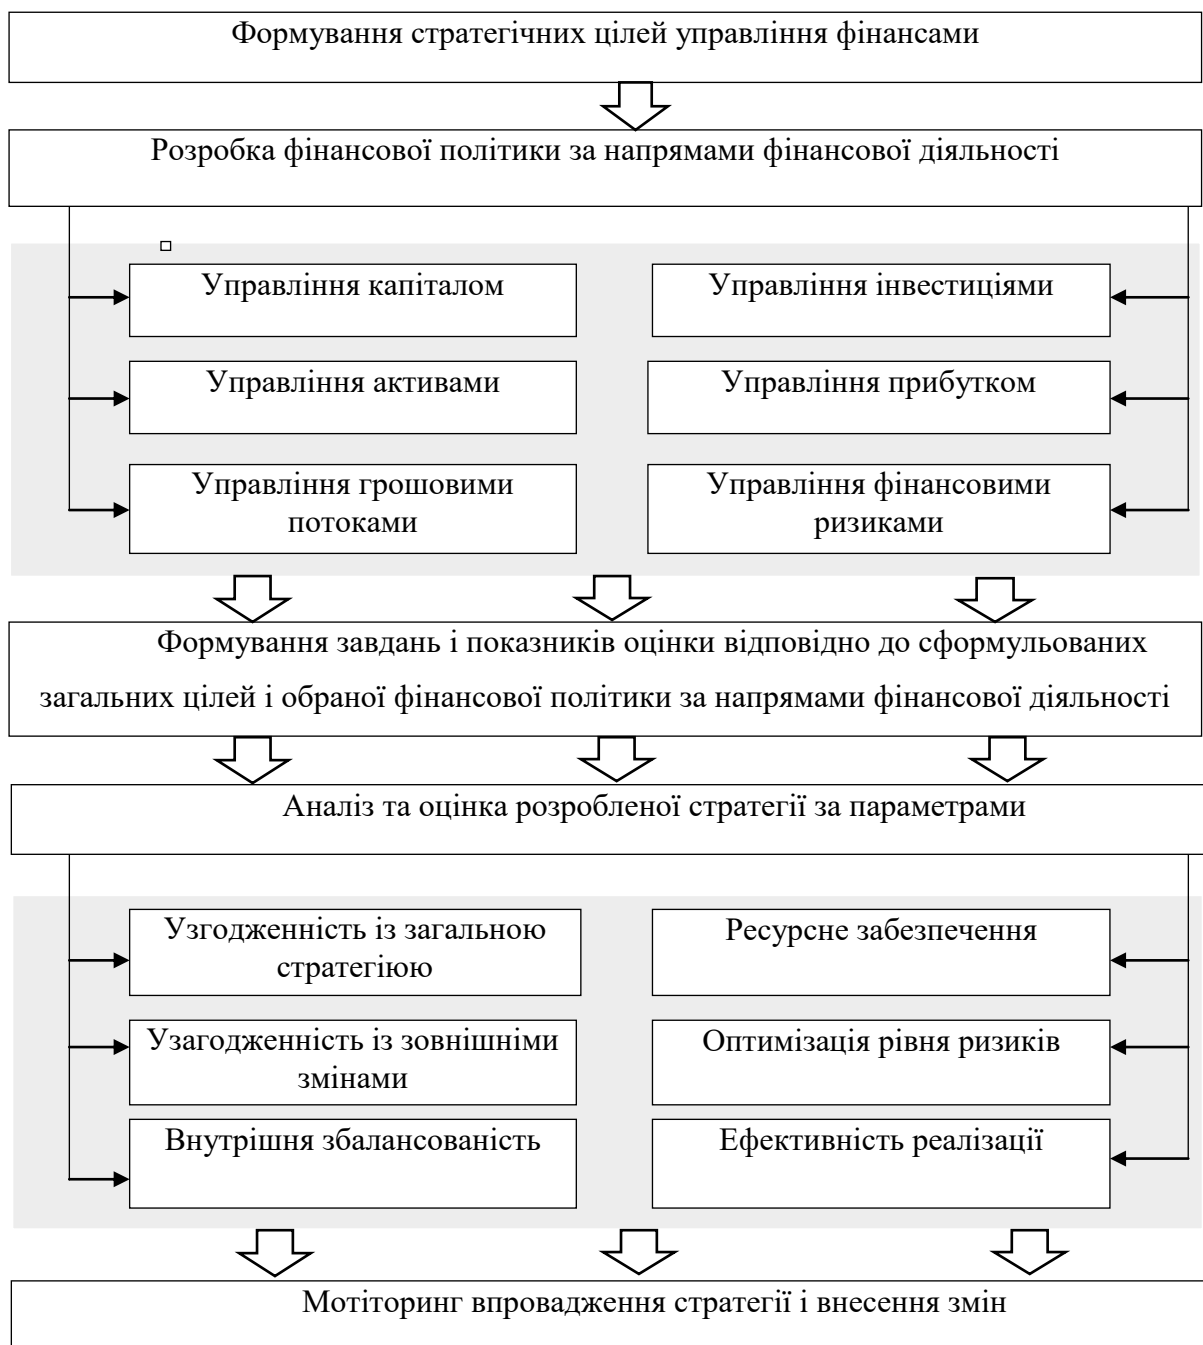 Формування стратегічних цілей управління фінансами
Розробка фінансової політики за напрямами фінансової діяльності
Управління капіталом
Управління інвестиціями
Управління активами
Управління прибутком
Управління грошовими
потоками
Управління фінансовими
ризиками
Формування завдань і показників оцінки відповідно до сформульованих
загальних цілей і обраної фінансової політики за напрямами фінансової діяльності
Аналіз та оцінка розробленої стратегії за параметрами
Узгодженність із загальною
стратегіюю
Ресурсне забезпечення
Узагодженність із зовнішніми
змінами
Оптимізація рівня ризиків
Внутрішня збалансованість
Ефективність реалізації
Мотіторинг впровадження стратегії і внесення змін